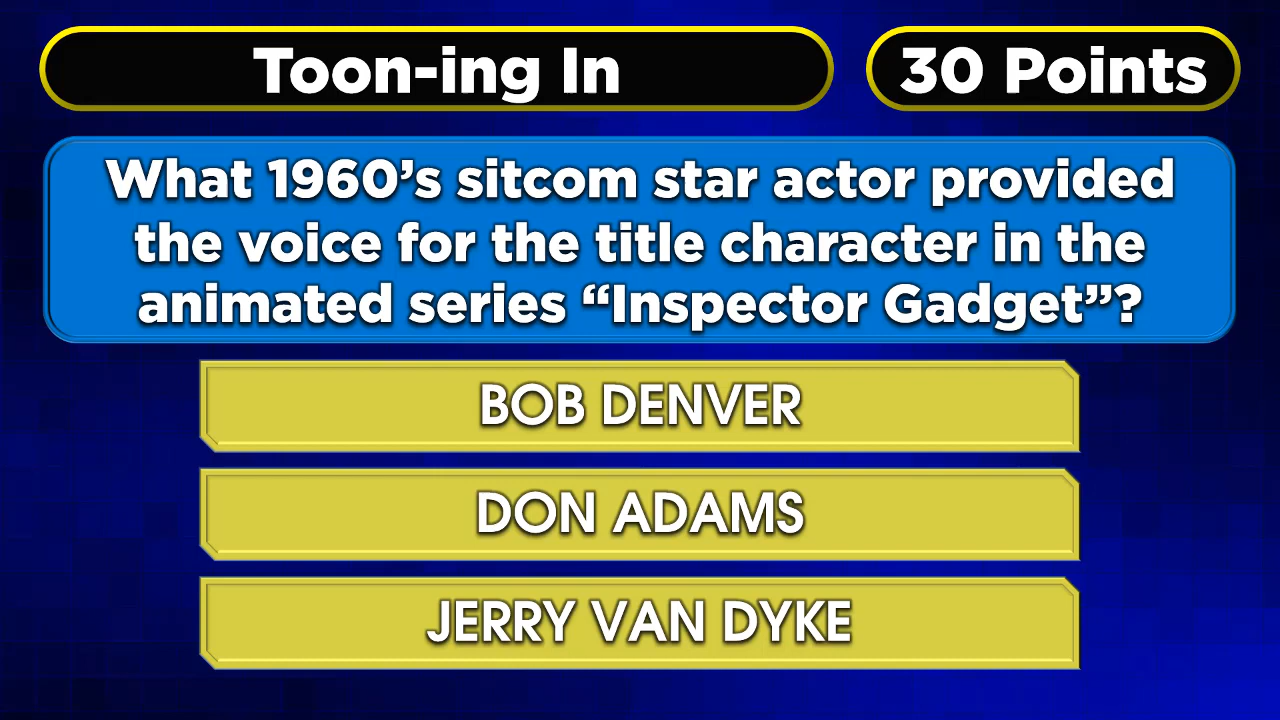 Toon-ing In
30 Points
What 1960’s sitcom star actor provided
the voice for the title character in the
animated series “Inspector Gadget”?
BOB DENVER
DON ADAMS
JERRY VAN DYKE